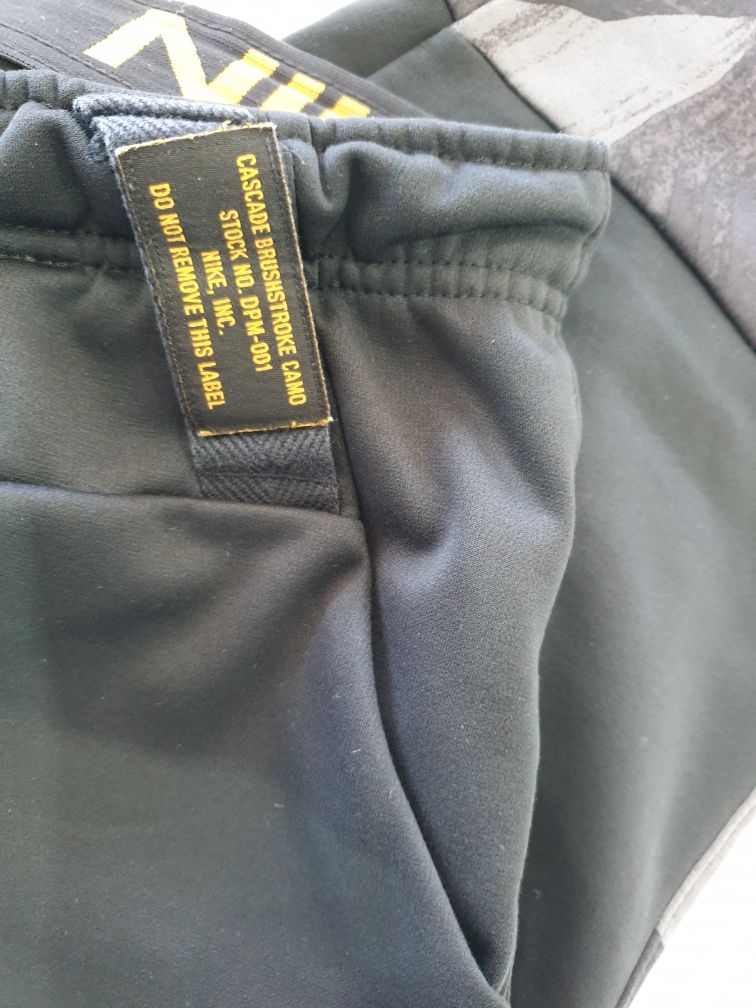 CASCADE BRUSHSTROKE CAMO
STOCK NO. DPM-001
NIKE, INC.
DO NOT REMOVE THIS LABEL